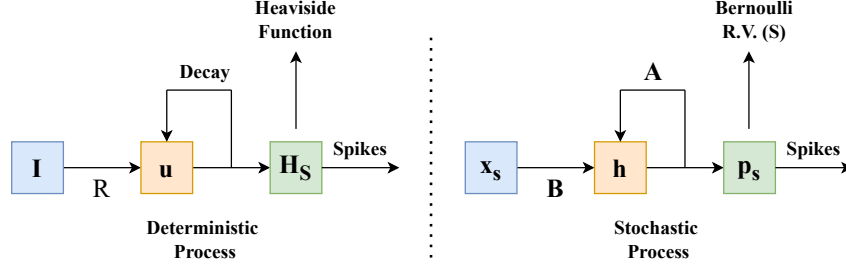 Heaviside
Function
Decay
I
R
u
H_S
Spikes
Deterministic
Process
Bernoulli
R.V. (S)
A
x_s
B
h
p_s
Spikes
Stochastic
Process